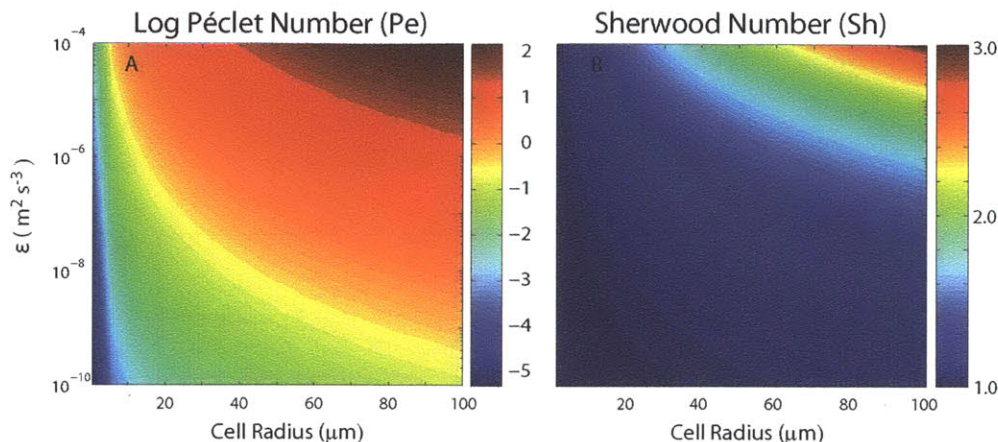 Log Péclet Number (Pe)
Sherwood Number (Sh)
A
B
10⁻⁴
10⁻⁶
10⁻⁸
10⁻¹⁰
ε ( m² s⁻³ )
2
1
0
−1
−2
−3
−4
−5
3.0
2.0
1.0
20 40 60 80 100
20 40 60 80 100
Cell Radius (μm)
Cell Radius (μm)